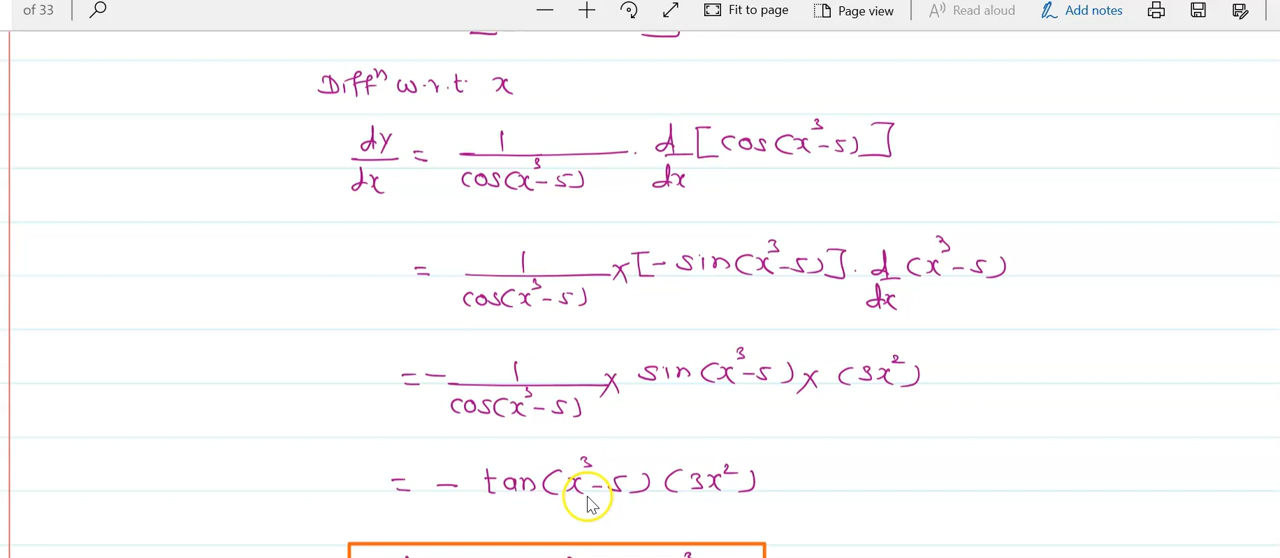 of 33 Fit to page Page view Read aloud Add notes
Diffⁿ w.r.t. x
dy/dx = 1/cos(x³-5) . d/dx [cos(x³-5)]
= 1/cos(x³-5) × [- sin(x³-5)] . d/dx (x³-5)
= - 1/cos(x³-5) × sin(x³-5) × (3x²)
= - tan(x³-5) (3x²)